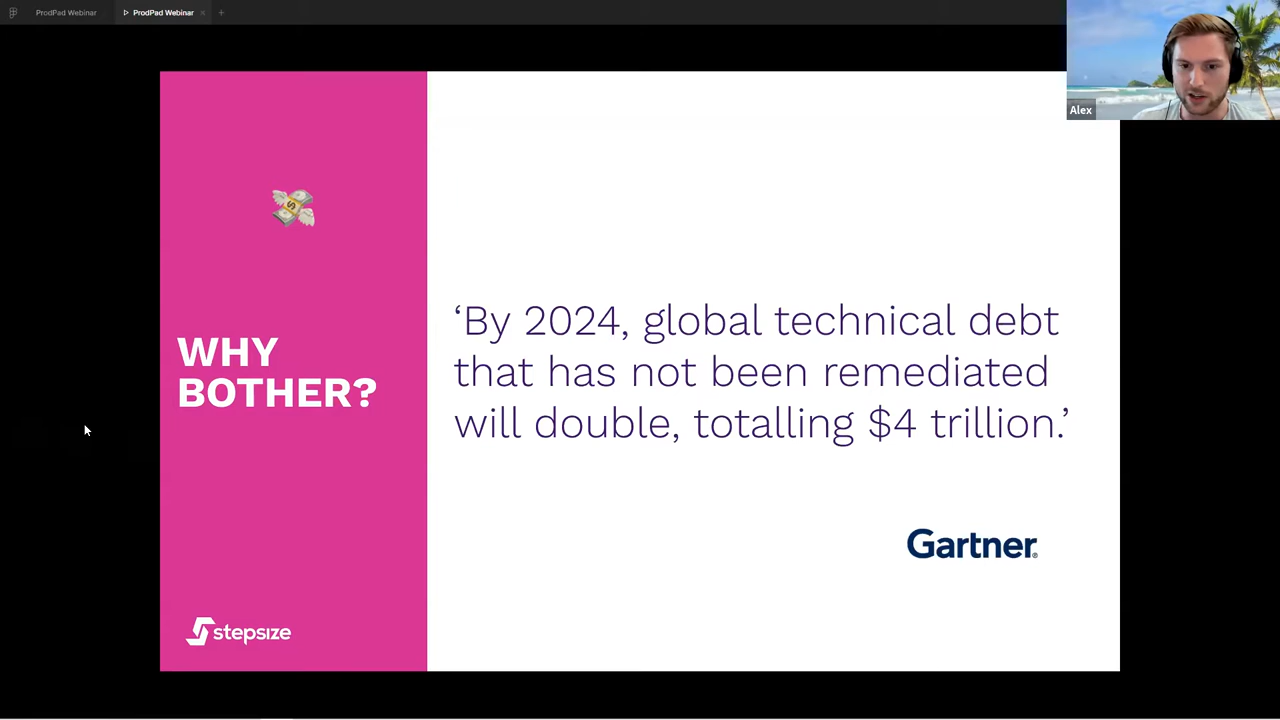 ProdPad Webinar
ProdPad Webinar
Alex
WHY
BOTHER?
‘By 2024, global technical debt
that has not been remediated
will double, totalling $4 trillion.’
Gartner®
stepsize